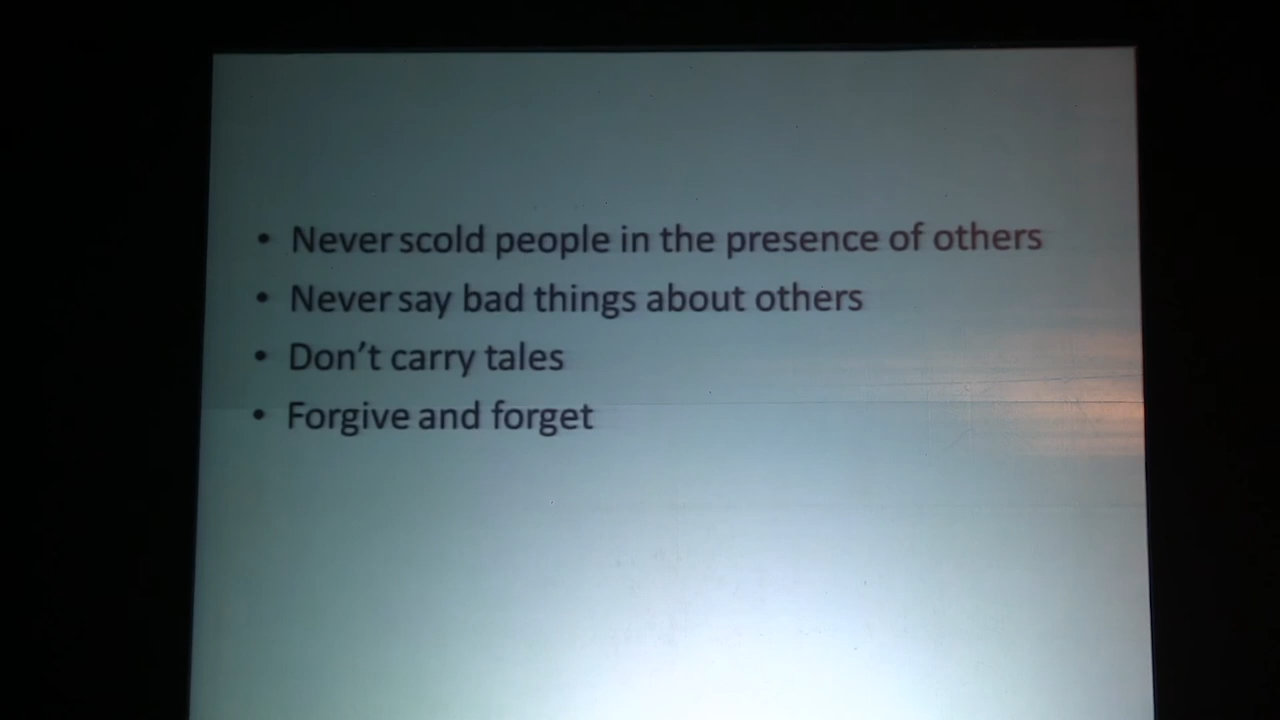 • Never scold people in the presence of others
• Never say bad things about others
• Don't carry tales
• Forgive and forget